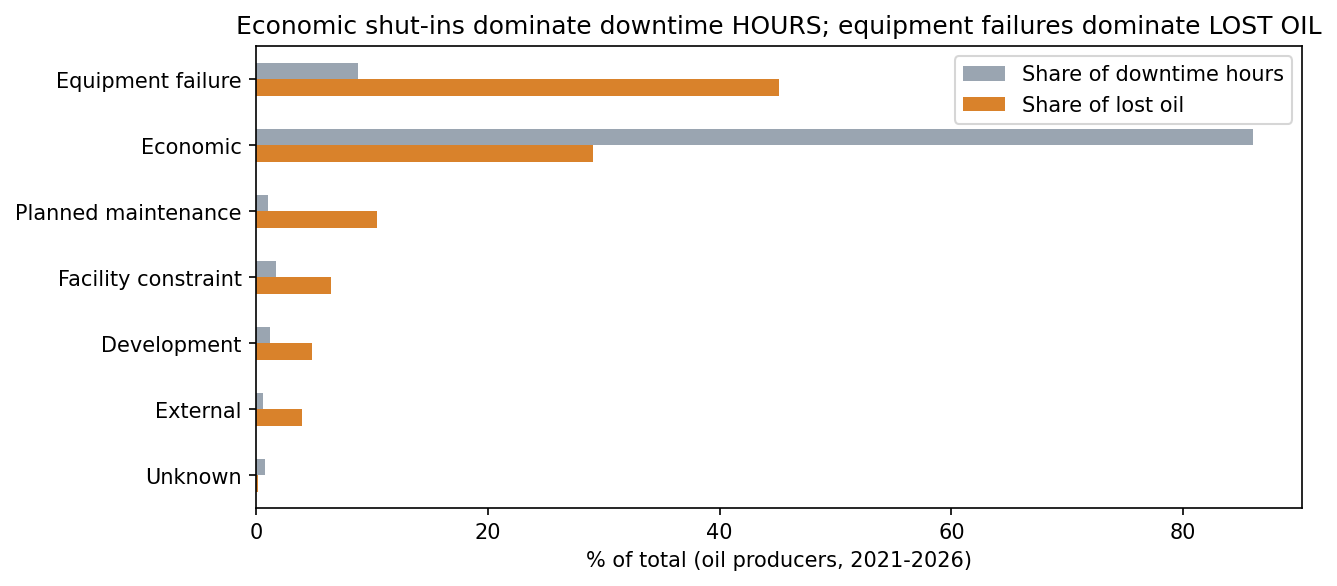 Economic shut-ins dominate downtime HOURS; equipment failures dominate LOST OIL
Share of downtime hours
Share of lost oil
Equipment failure
Economic
Planned maintenance
Facility constraint
Development
External
Unknown
0 20 40 60 80
% of total (oil producers, 2021-2026)